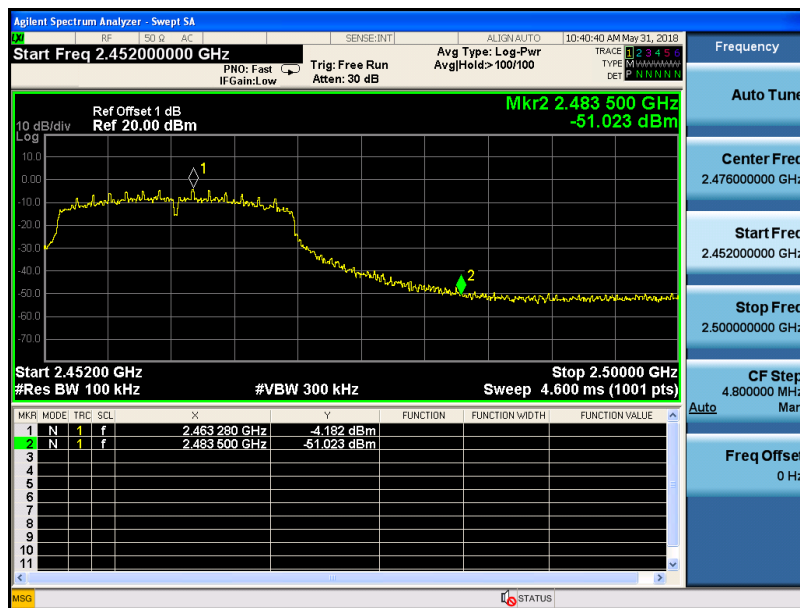 Agilent Spectrum Analyzer - Swept SA
LXI RF 50 Ω AC SENSE:INT ALIGN AUTO 10:40:40 AM May 31, 2018
Start Freq 2.452000000 GHz
PNO: Fast
IFGain:Low
Trig: Free Run
Atten: 30 dB
Avg Type: Log-Pwr
Avg|Hold:>100/100
TRACE 1 2 3 4 5 6
TYPE M WWWWW
DET P N N N N N
Frequency
Auto Tune
Center Freq
2.476000000 GHz
Start Freq
2.452000000 GHz
Stop Freq
2.500000000 GHz
CF Step
4.800000 MHz
Auto Man
Freq Offset
0 Hz
Mkr2 2.483 500 GHz
-51.023 dBm
Ref Offset 1 dB
10 dB/div Ref 20.00 dBm
Log
10.0
0.00
-10.0
-20.0
-30.0
-40.0
-50.0
-60.0
-70.0
1
2
Start 2.45200 GHz Stop 2.50000 GHz
#Res BW 100 kHz #VBW 300 kHz Sweep 4.600 ms (1001 pts)
MKR MODE TRC SCL X Y FUNCTION FUNCTION WIDTH FUNCTION VALUE
1 N 1 f 2.463 280 GHz -4.182 dBm
2 N 1 f 2.483 500 GHz -51.023 dBm
3
4
5
6
7
8
9
10
11
MSG STATUS